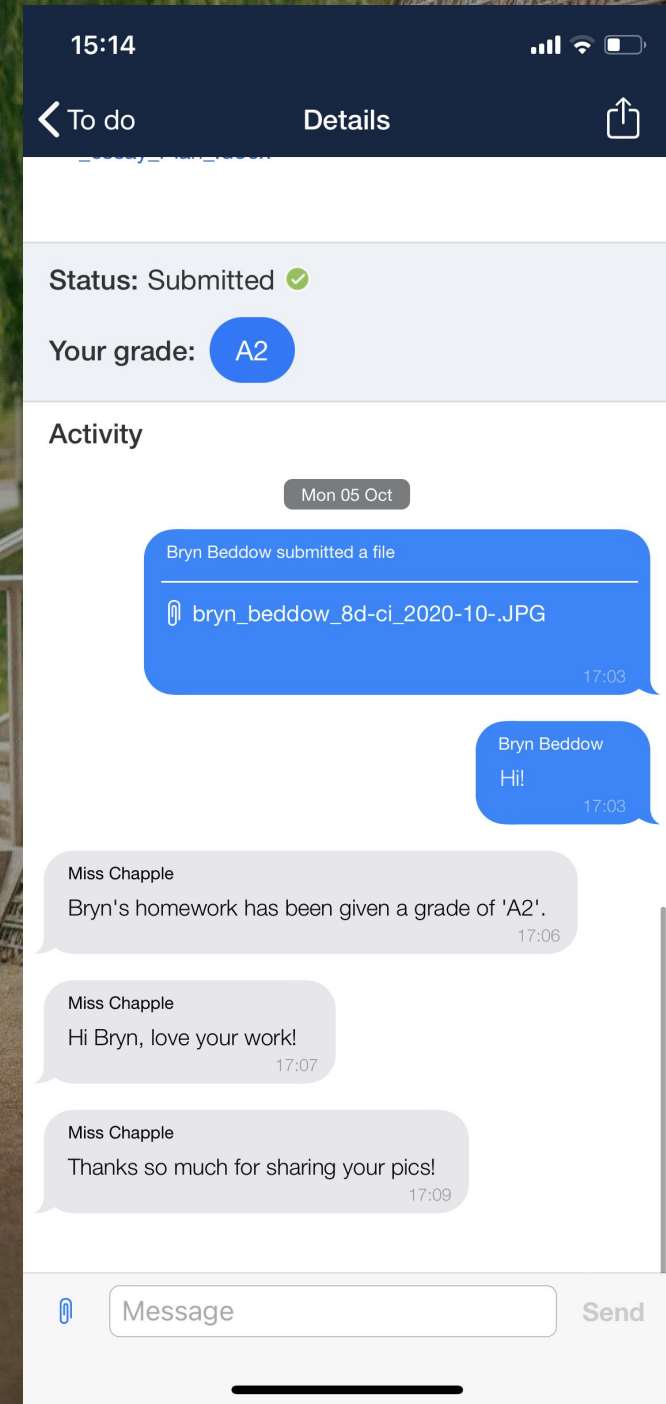 15:14
To do
Details
Status: Submitted
Your grade: A2
Activity
Mon 05 Oct
Bryn Beddow submitted a file
bryn_beddow_8d-ci_2020-10-.JPG
17:03
Bryn Beddow
Hi!
17:03
Miss Chapple
Bryn's homework has been given a grade of 'A2'.
17:06
Miss Chapple
Hi Bryn, love your work!
17:07
Miss Chapple
Thanks so much for sharing your pics!
17:09
Message
Send